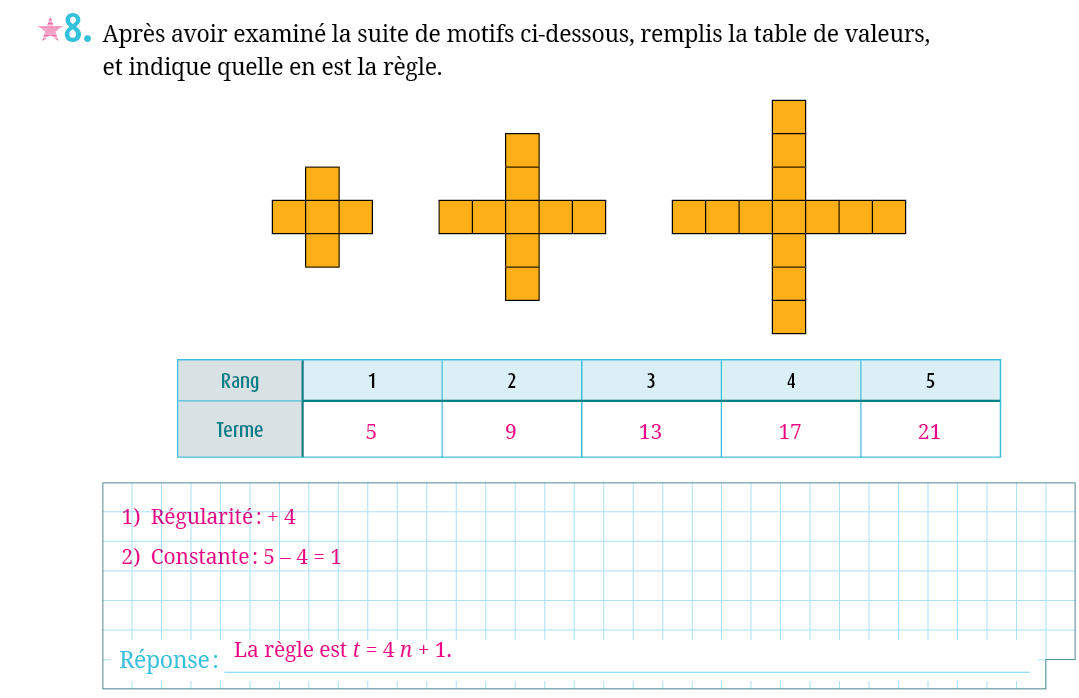 8. Après avoir examiné la suite de motifs ci-dessous, remplis la table de valeurs,
et indique quelle en est la règle.
Rang 1 2 3 4 5
Terme 5 9 13 17 21
1) Régularité : + 4
2) Constante : 5 – 4 = 1
Réponse : La règle est t = 4 n + 1.